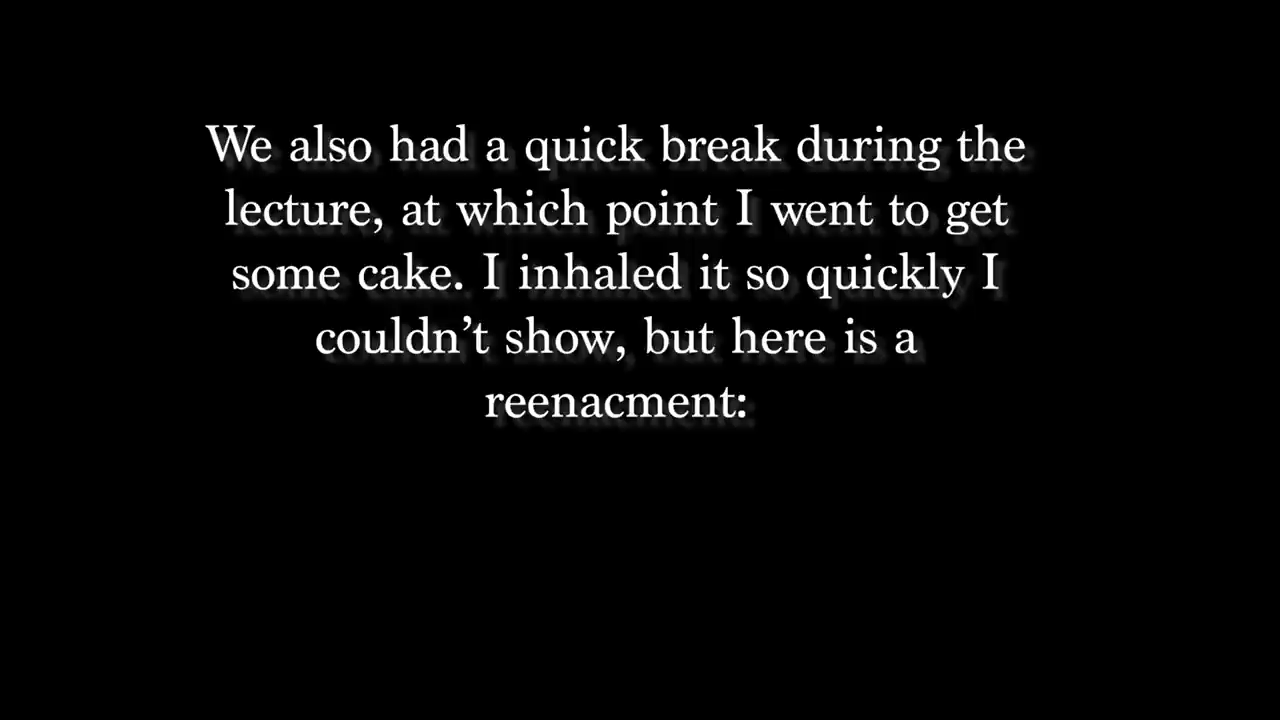 We also had a quick break during the
lecture, at which point I went to get
some cake. I inhaled it so quickly I
couldn’t show, but here is a
reenacment: